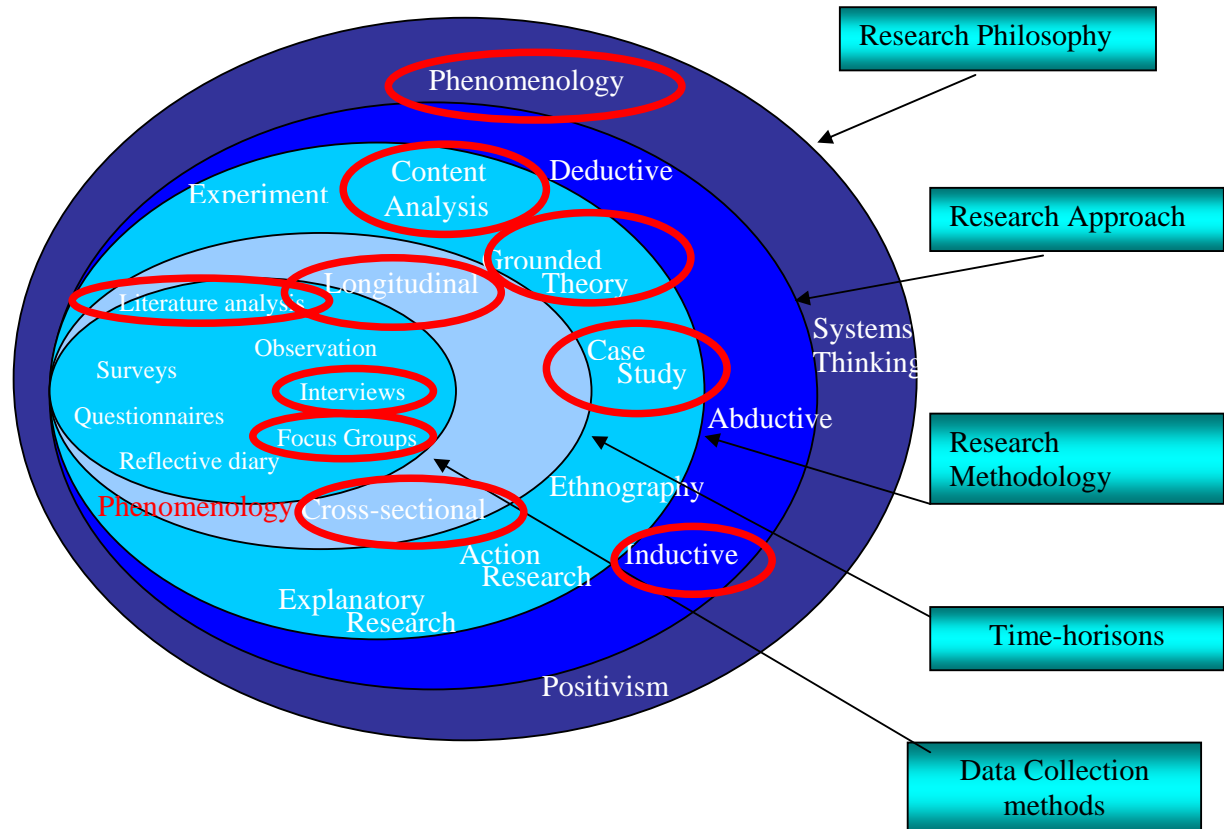 Research Philosophy
Phenomenology
Content
Analysis
Deductive
Experiment
Research Approach
Grounded
Theory
Longitudinal
Literature analysis
Systems
Thinking
Observation
Case
Study
Surveys
Interviews
Questionnaires
Abductive
Focus Groups
Reflective diary
Research
Methodology
Ethnography
Phenomenology
Cross-sectional
Action
Research
Inductive
Explanatory
Research
Time-horisons
Positivism
Data Collection
methods